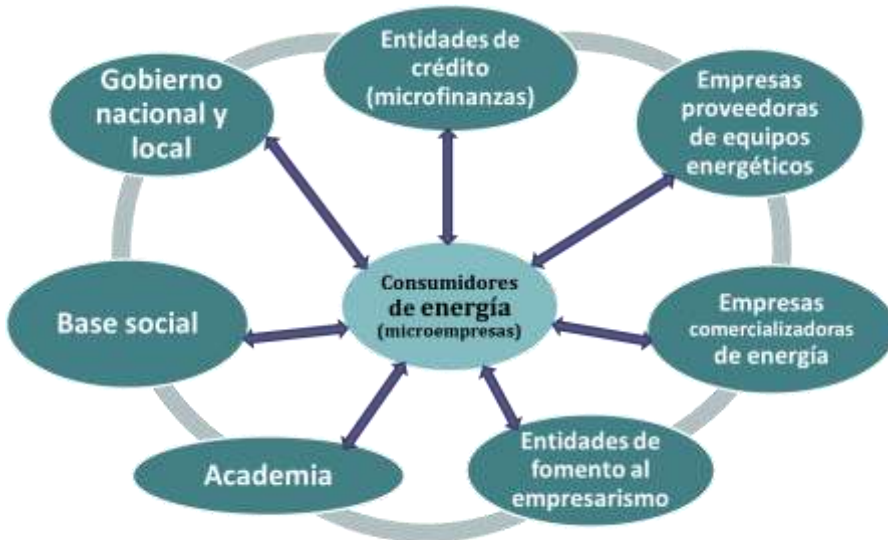 Entidades de
crédito
(microfinanzas)
Gobierno
nacional y
local
Empresas
proveedoras
de equipos
energéticos
Consumidores
de energía
(microempresas)
Base social
Empresas
comercializadoras
de energía
Academia
Entidades de
fomento al
empresarismo